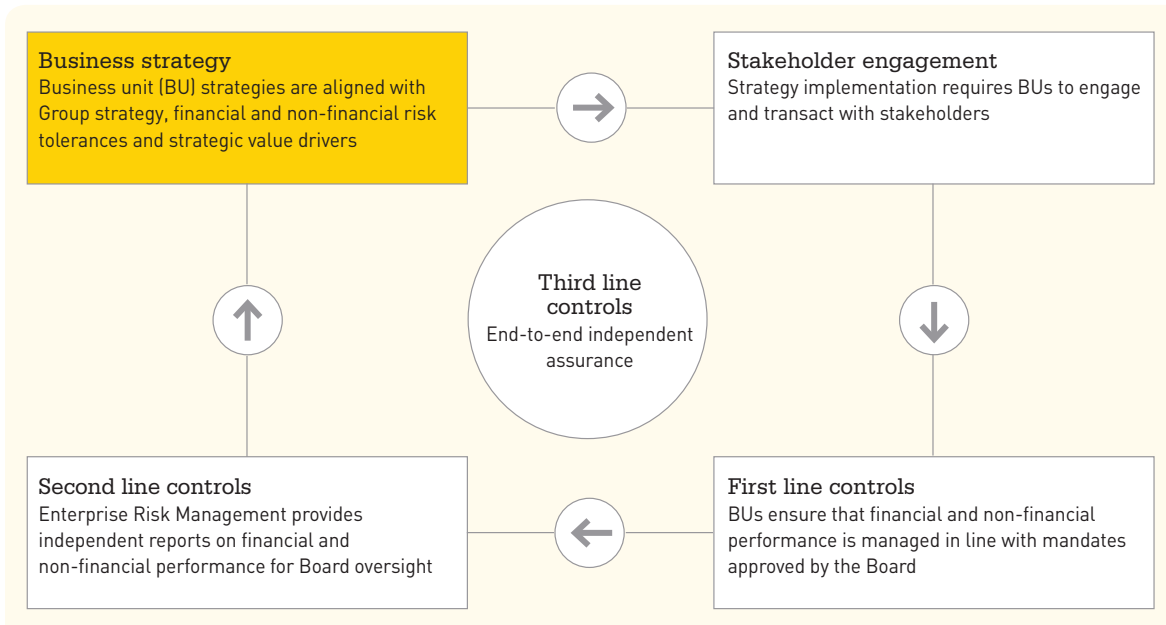 Business strategy
Business unit (BU) strategies are aligned with
Group strategy, financial and non-financial risk
tolerances and strategic value drivers
Stakeholder engagement
Strategy implementation requires BUs to engage
and transact with stakeholders
Third line
controls
End-to-end independent
assurance
Second line controls
Enterprise Risk Management provides
independent reports on financial and
non-financial performance for Board oversight
First line controls
BUs ensure that financial and non-financial
performance is managed in line with mandates
approved by the Board